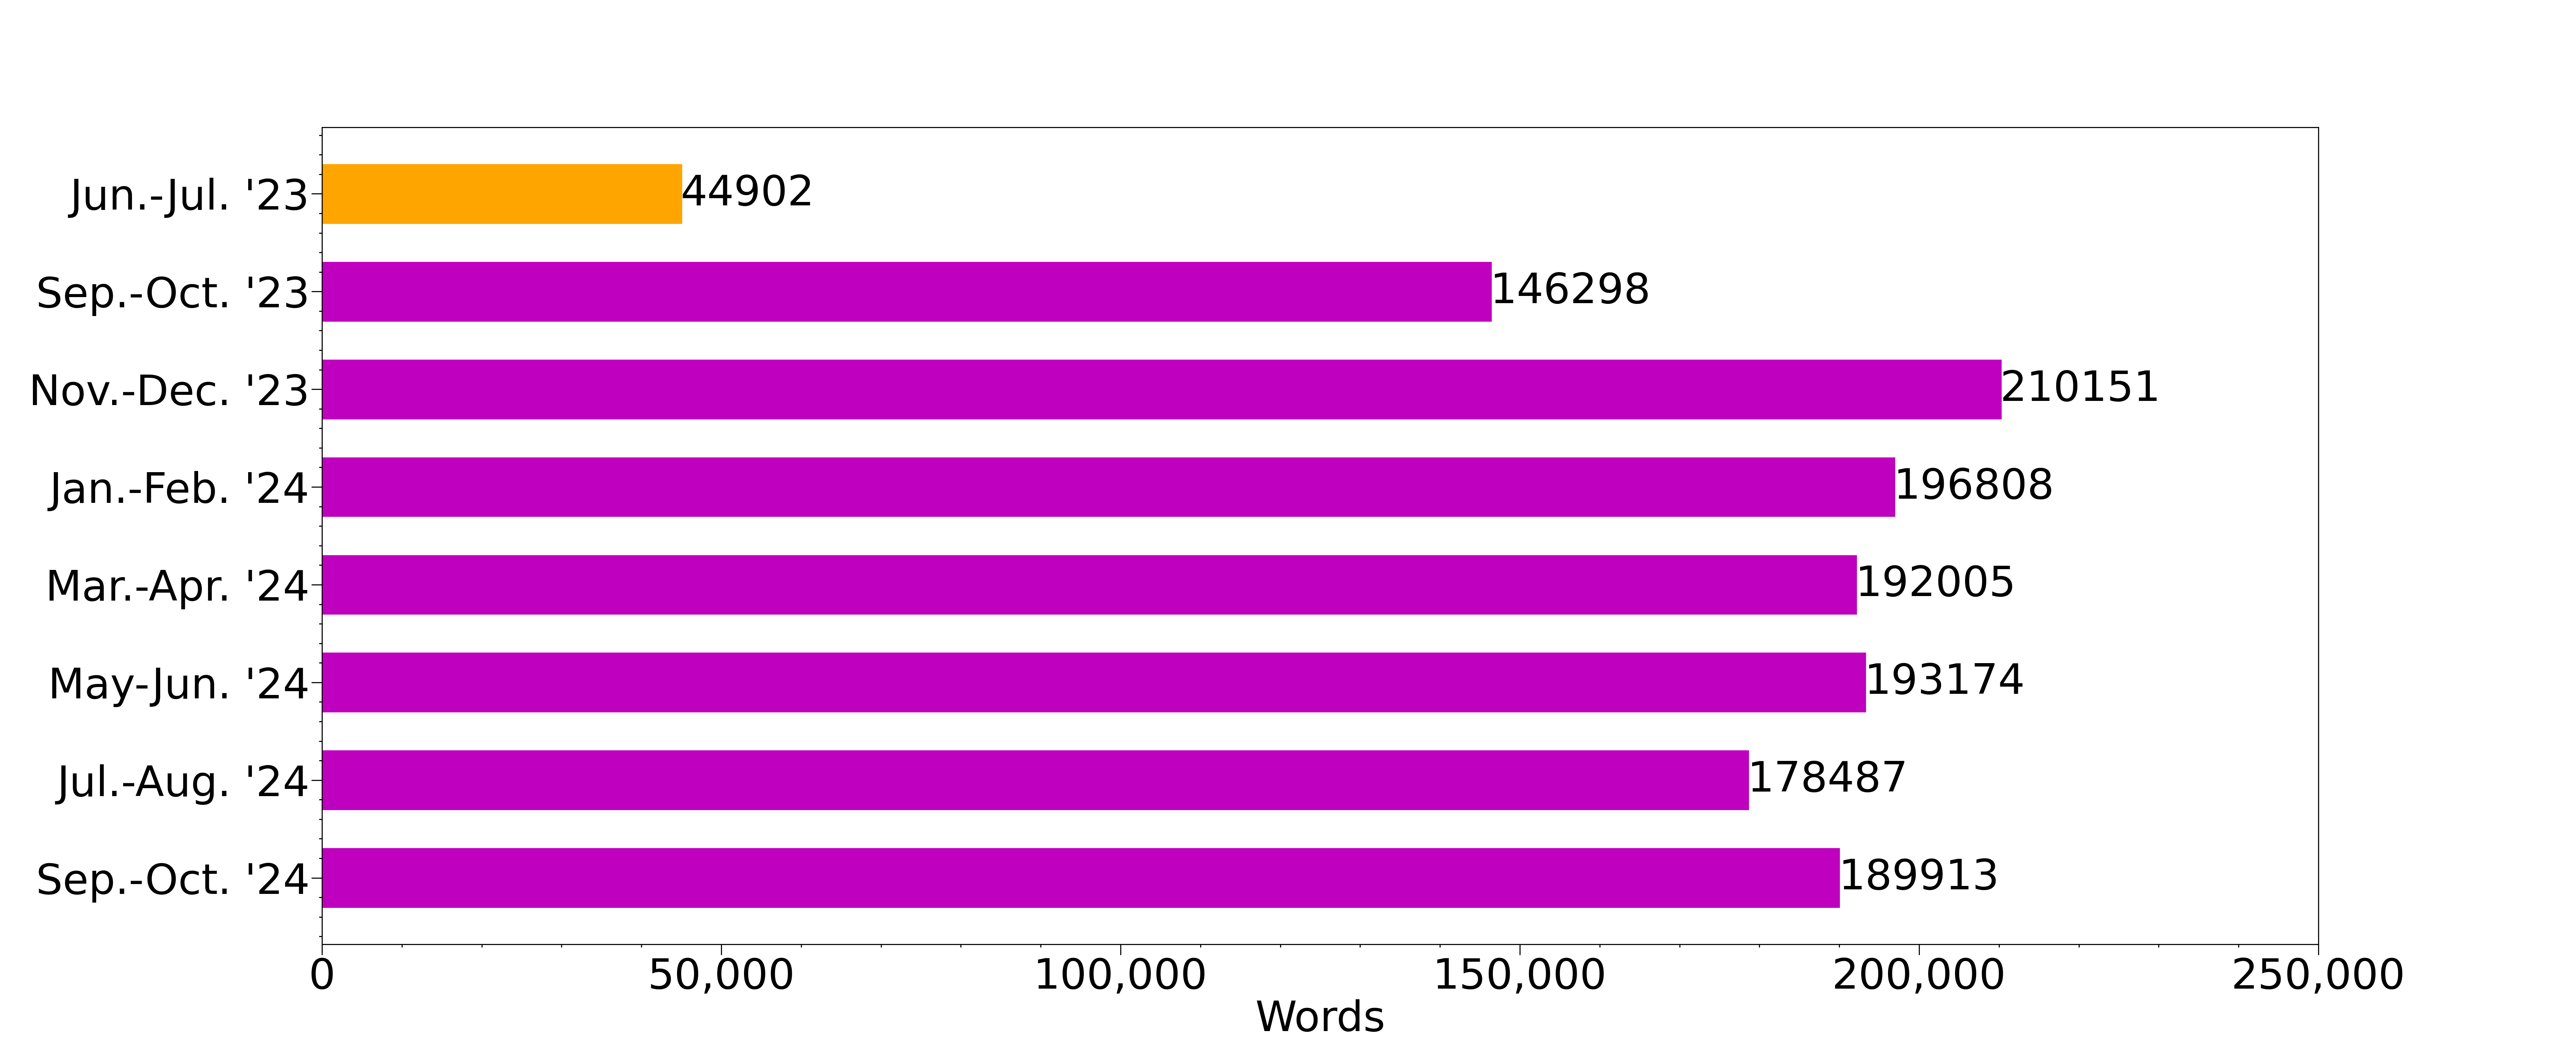 Jun.-Jul. '23 44902
Sep.-Oct. '23 146298
Nov.-Dec. '23 210151
Jan.-Feb. '24 196808
Mar.-Apr. '24 192005
May-Jun. '24 193174
Jul.-Aug. '24 178487
Sep.-Oct. '24 189913
0 50,000 100,000 150,000 200,000 250,000
Words